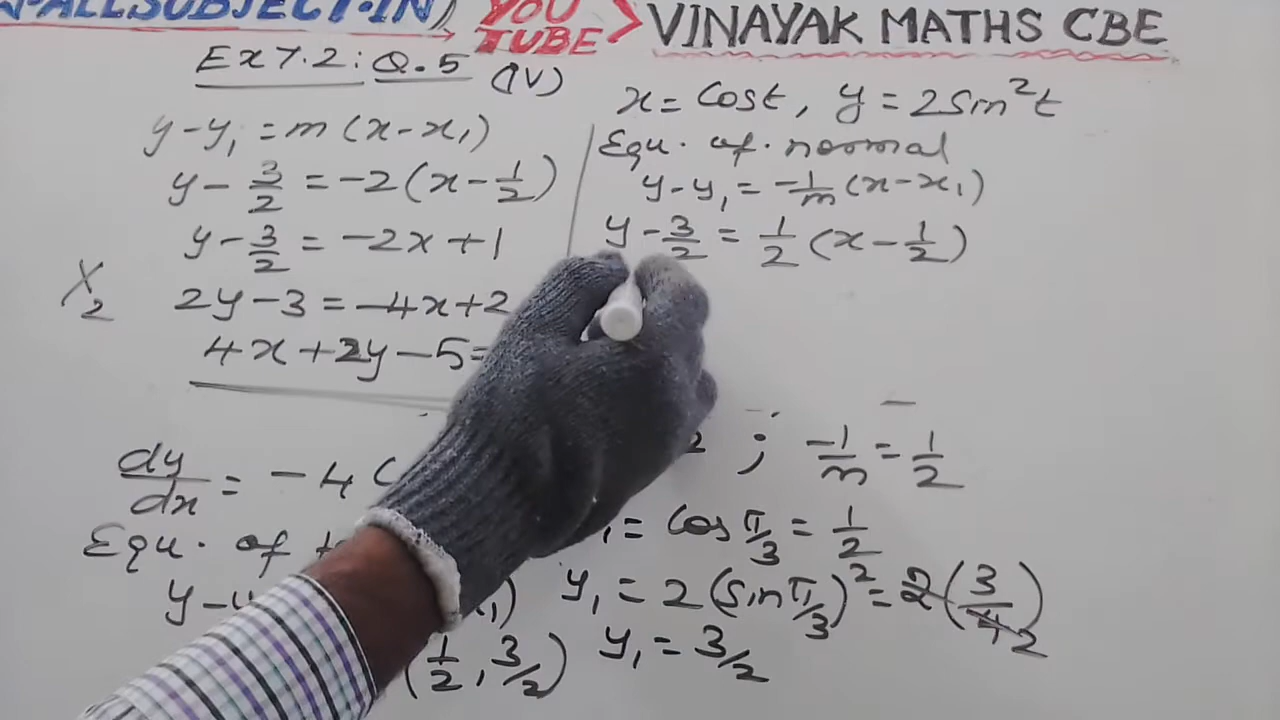 ALLSUBJECT.IN) YOU TUBE > VINAYAK MATHS CBE
Ex 7.2 : Q.5 (IV)
x = Cost, y = 2Sin²t
y-y₁ = m(x-x₁)
y - 3/2 = -2(x - 1/2)
y - 3/2 = -2x + 1
X2 2y - 3 = -4x + 2
4x + 2y - 5 =
Equ. of. normal
y-y₁ = -1/m (x-x₁)
y - 3/2 = 1/2 (x - 1/2)
dy/dx = -4 (
2 ; -1/m = 1/2
Equ. of
1 = Cos π/3 = 1/2
y₁ = 2(Sin π/3)² = 2(3/4) 2
(1/2, 3/2) y₁ = 3/2